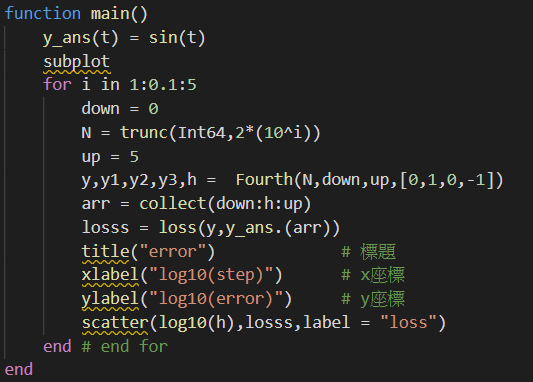 function main()
    y_ans(t) = sin(t)
    subplot
    for i in 1:0.1:5
        down = 0
        N = trunc(Int64,2*(10^i))
        up = 5
        y,y1,y2,y3,h =  Fourth(N,down,up,[0,1,0,-1])
        arr = collect(down:h:up)
        losss = loss(y,y_ans.(arr))
        title("error")             # 標題
        xlabel("log10(step)")      # x座標
        ylabel("log10(error)")     # y座標
        scatter(log10(h),losss,label = "loss")
    end # end for
end